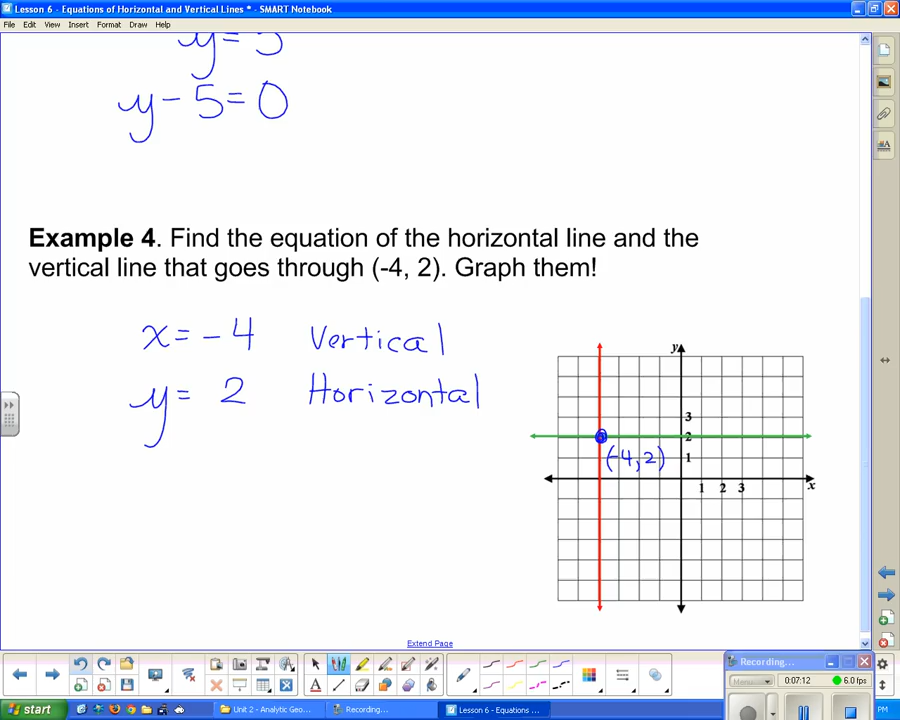 Lesson 6 - Equations of Horizontal and Vertical Lines * - SMART Notebook
File Edit View Insert Format Draw Help
y = 5
y - 5 = 0
Example 4. Find the equation of the horizontal line and the
vertical line that goes through (-4, 2). Graph them!
x = -4 Vertical
y = 2 Horizontal
y
3
2
1
(-4, 2)
1 2 3 x
Extend Page
Recording...
Menu
0:07:12 6.0 fps
start
Unit 2 - Analytic Geo...
Recording...
Lesson 6 - Equations ...
PM